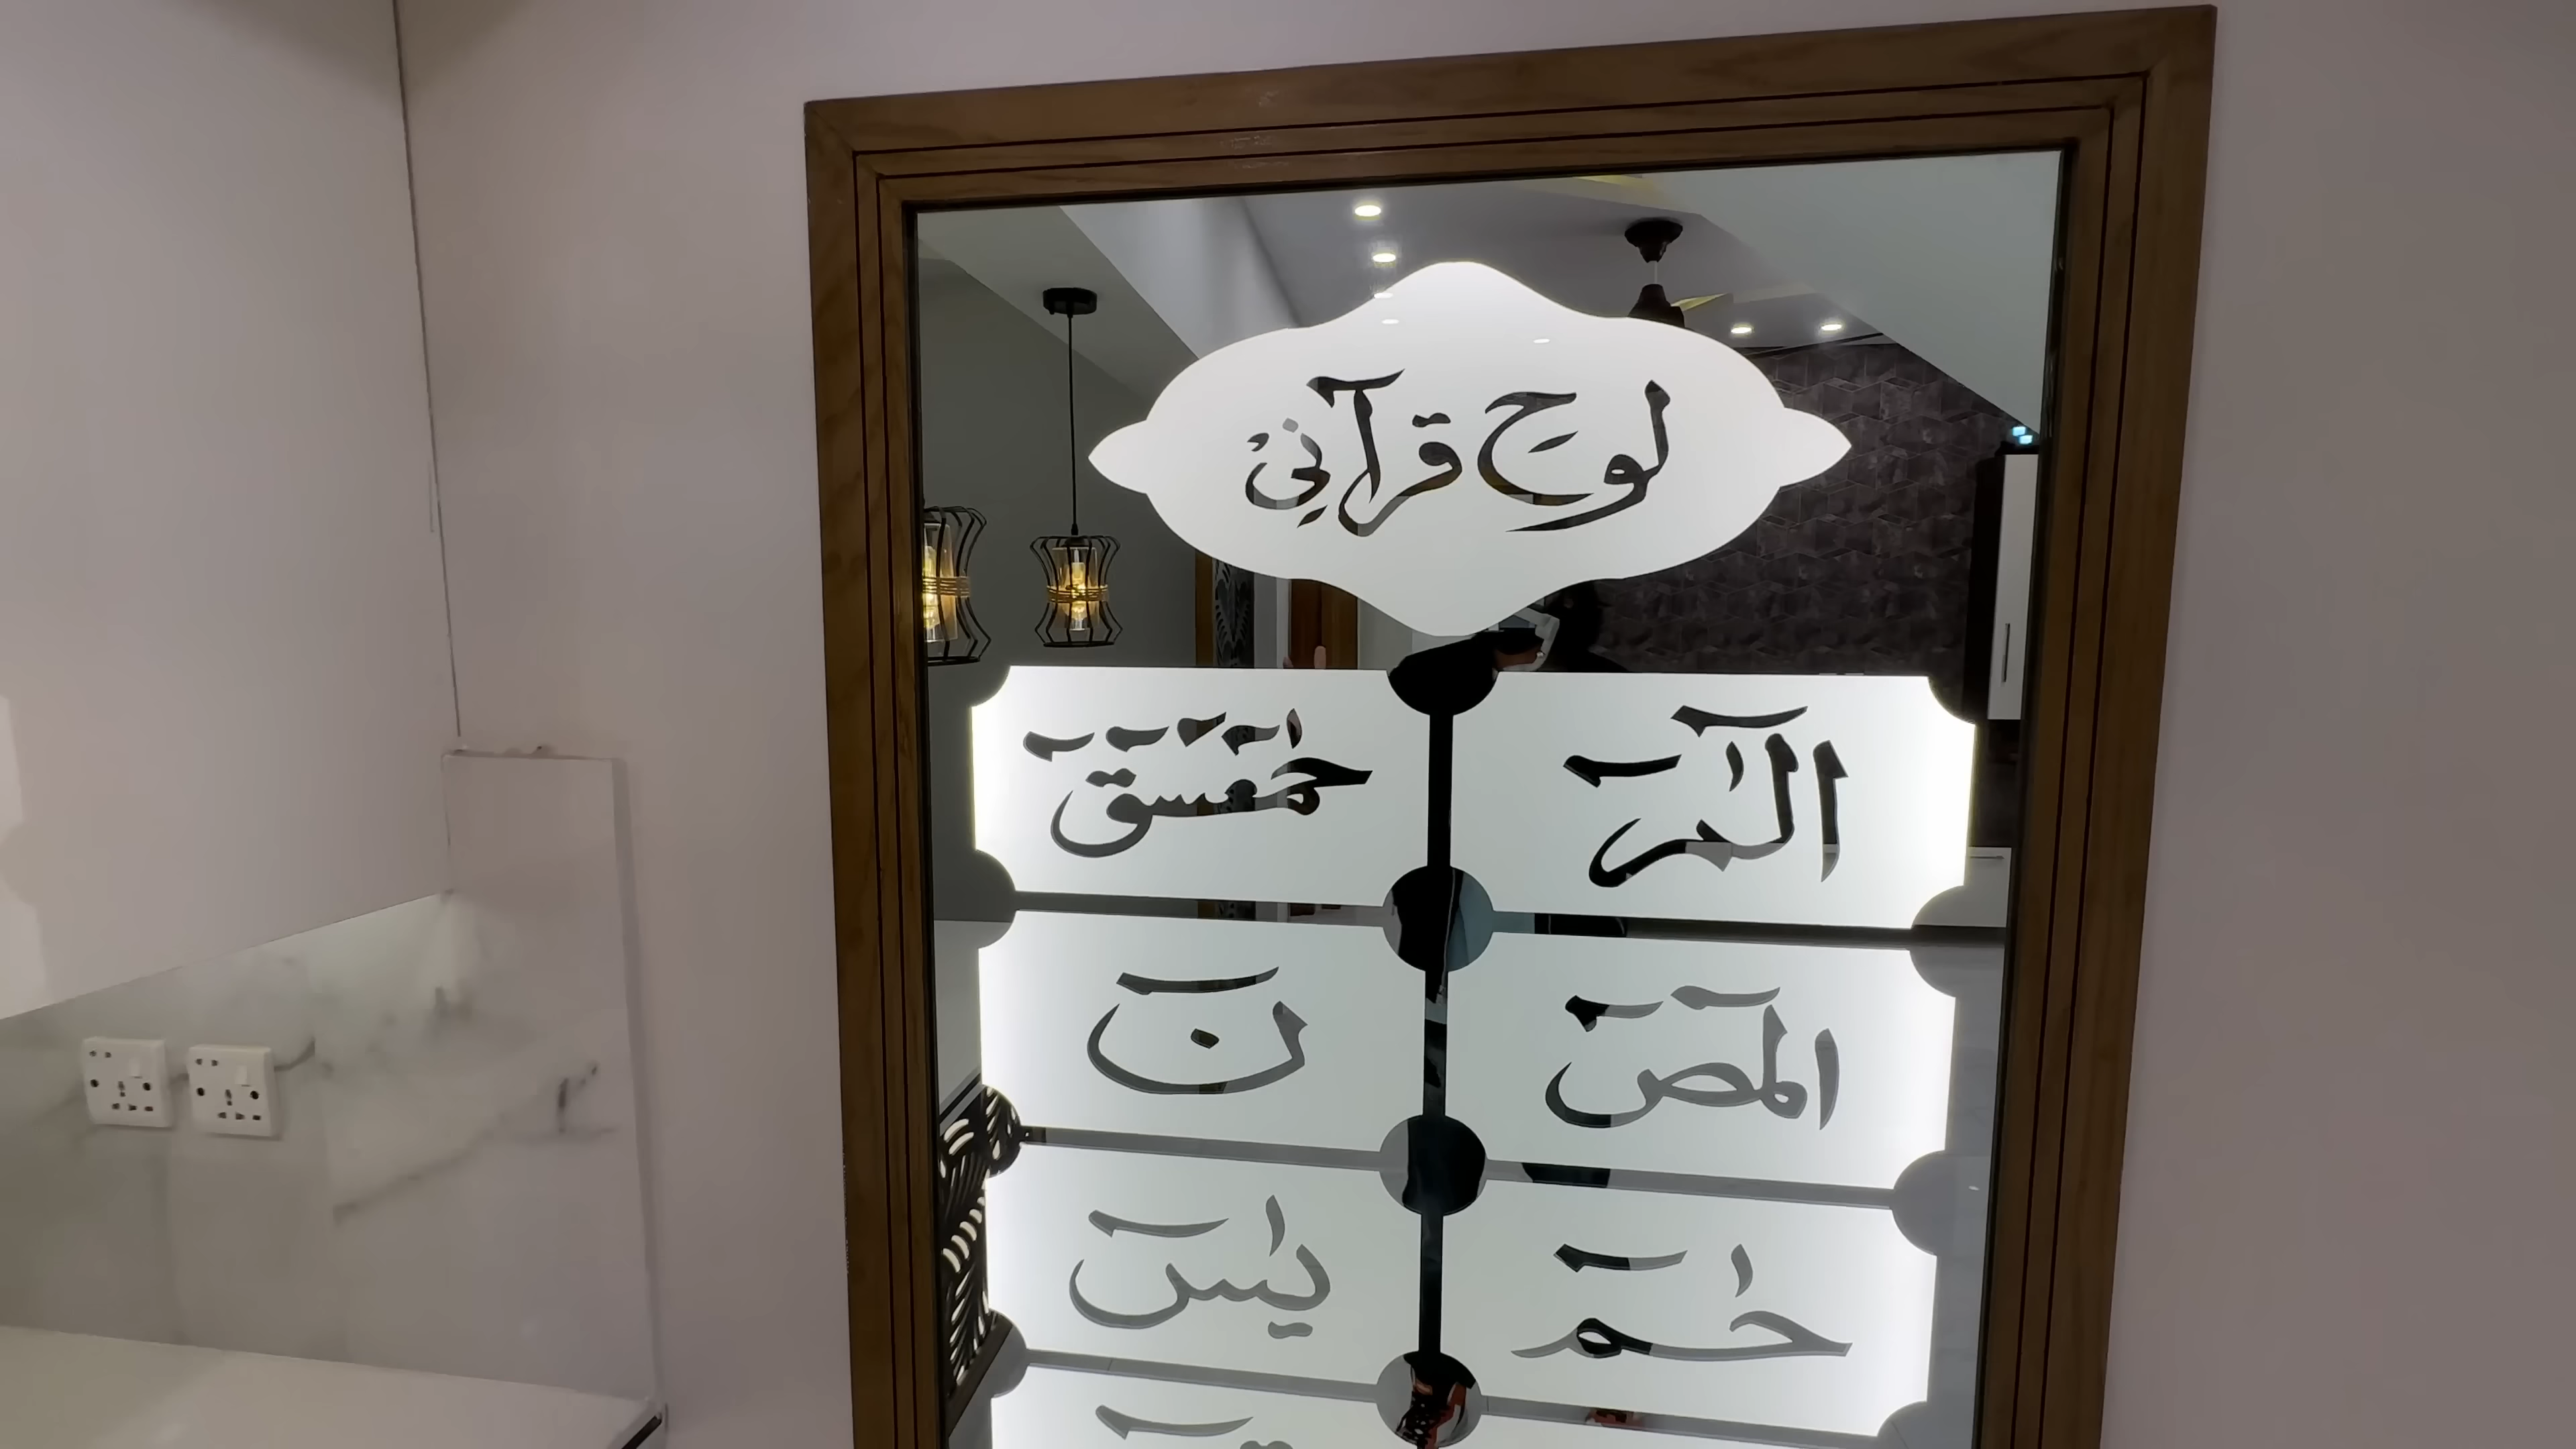 لوح قرآنی
الٓمّٓرٰ حٰمٓعٓسٓقٓ
الٓمٓصٓ نٓ
حٰمٓ یٰسٓ